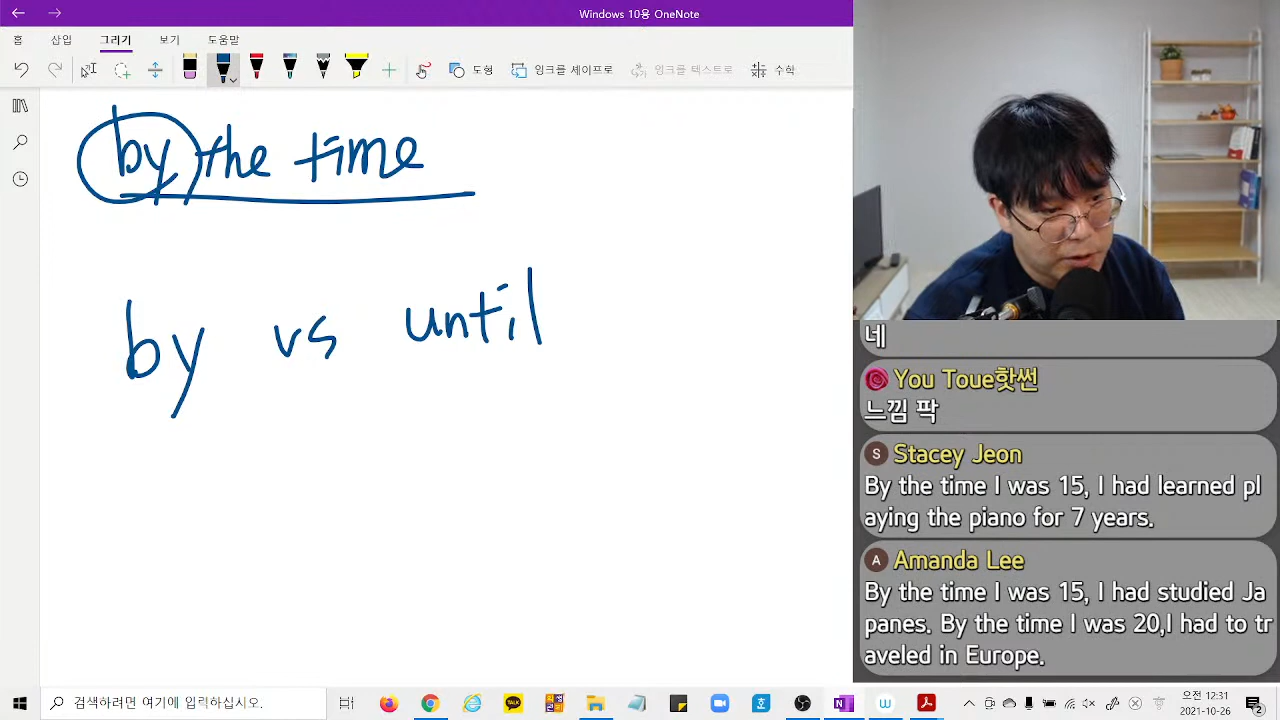 Windows 10용 OneNote
홈 삽입 그리기 보기 도움말
도형 잉크를 셰이프로 잉크를 텍스트로 수학
by the time
by vs until
네
You Toue핫썬
느낌 팍
S Stacey Jeon
By the time I was 15, I had learned pl
aying the piano for 7 years.
A Amanda Lee
By the time I was 15, I had studied Ja
panes. By the time I was 20,I had to tr
aveled in Europe.
검색하려면 여기에 입력하십시오.
오전 12:31
2021-10-26